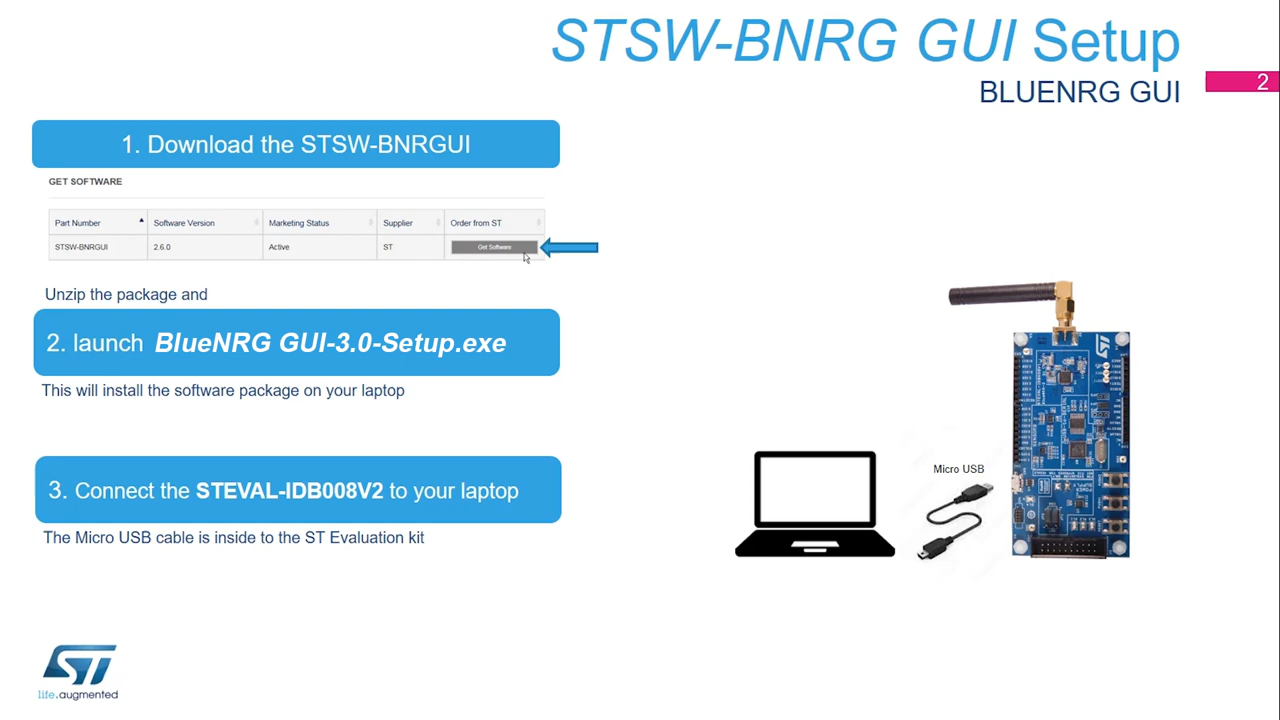 STSW-BNRG GUI Setup
BLUENRG GUI
2
1. Download the STSW-BNRGUI
GET SOFTWARE
Part Number Software Version Marketing Status Supplier Order from ST
STSW-BNRGUI 2.6.0 Active ST Get Software
Unzip the package and
2. launch BlueNRG GUI-3.0-Setup.exe
This will install the software package on your laptop
3. Connect the STEVAL-IDB008V2 to your laptop
The Micro USB cable is inside to the ST Evaluation kit
Micro USB
ST
life.augmented